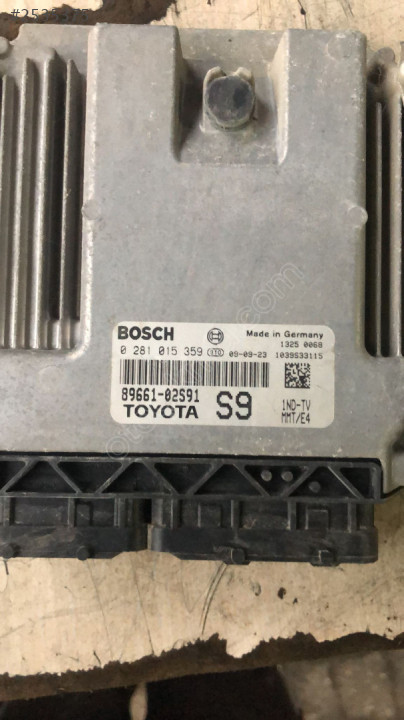 BOSCH Made in Germany
1325 0068
0 281 015 359 09-09-23 1039S33115
89661-02S91
TOYOTA S9
1ND-TV
MMT/E4